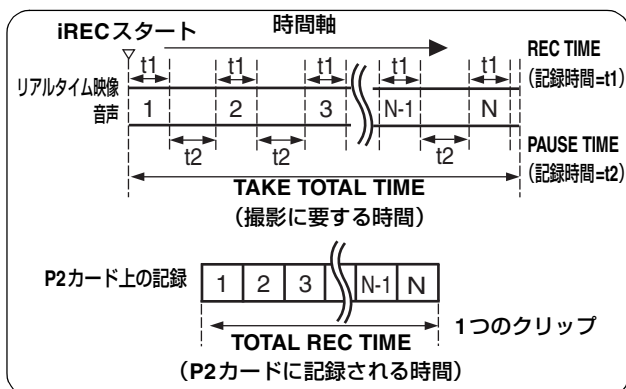 iRECスタート
時間軸
t1 t1 t1 t1 t1
REC TIME
(記録時間=t1)
リアルタイム映像
音声
1 2 3 N-1 N
t2 t2 t2
PAUSE TIME
(記録時間=t2)
TAKE TOTAL TIME
(撮影に要する時間)
P2カード上の記録
1 2 3 N-1 N
TOTAL REC TIME
1つのクリップ
(P2カードに記録される時間)